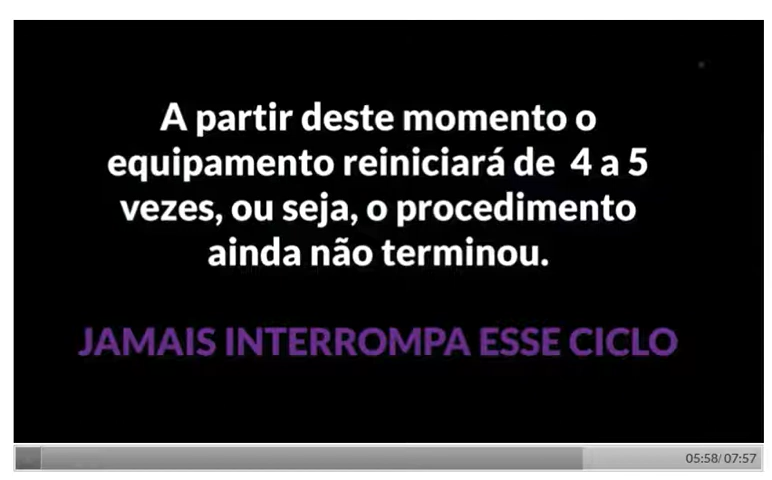 A partir deste momento o
equipamento reiniciará de 4 a 5
vezes, ou seja, o procedimento
ainda não terminou.
JAMAIS INTERROMPA ESSE CICLO
05:58/07:57